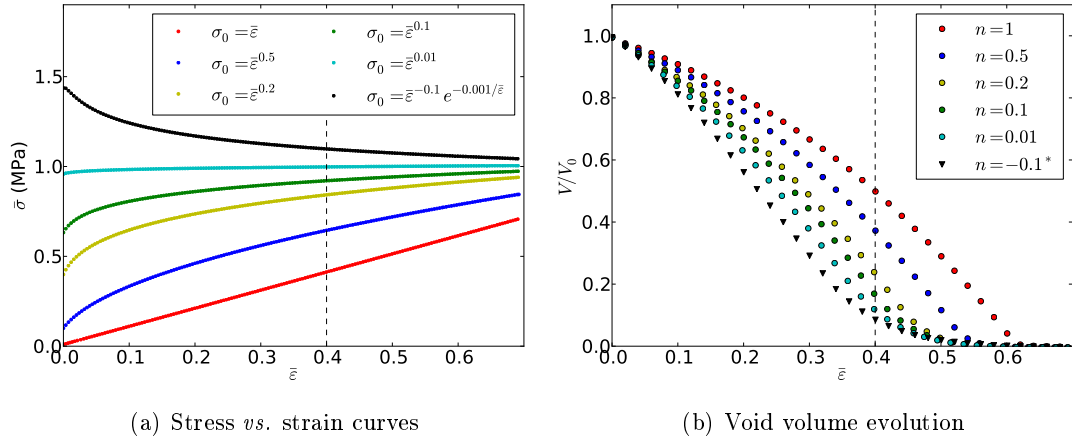 σ₀ = ε̄
σ₀ = ε̄^0.5
σ₀ = ε̄^0.2
σ₀ = ε̄^0.1
σ₀ = ε̄^0.01
σ₀ = ε̄^−0.1 e^−0.001/ε̄
1.5
1.0
0.5
0.0
σ̄ (MPa)
0.0 0.1 0.2 0.3 0.4 0.5 0.6
ε̄
(a) Stress vs. strain curves
n=1
n=0.5
n=0.2
n=0.1
n=0.01
n=−0.1*
1.0
0.8
0.6
0.4
0.2
0.0
V/V₀
0.0 0.1 0.2 0.3 0.4 0.5 0.6
ε̄
(b) Void volume evolution